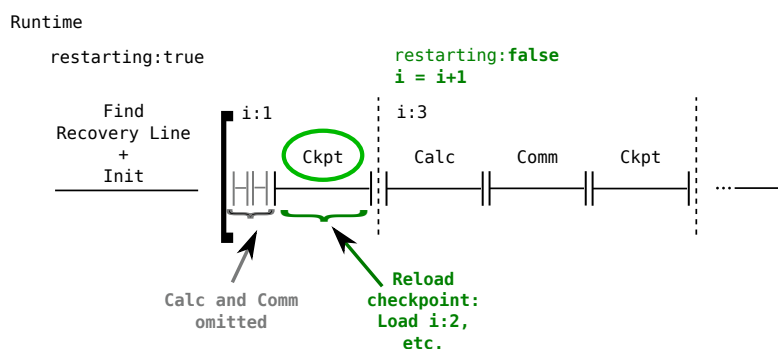 Runtime
restarting:true
restarting:false
i = i+1
Find
Recovery Line
+
Init
i:1
i:3
Ckpt
Calc
Comm
Ckpt
Calc and Comm
omitted
Reload
checkpoint:
Load i:2,
etc.